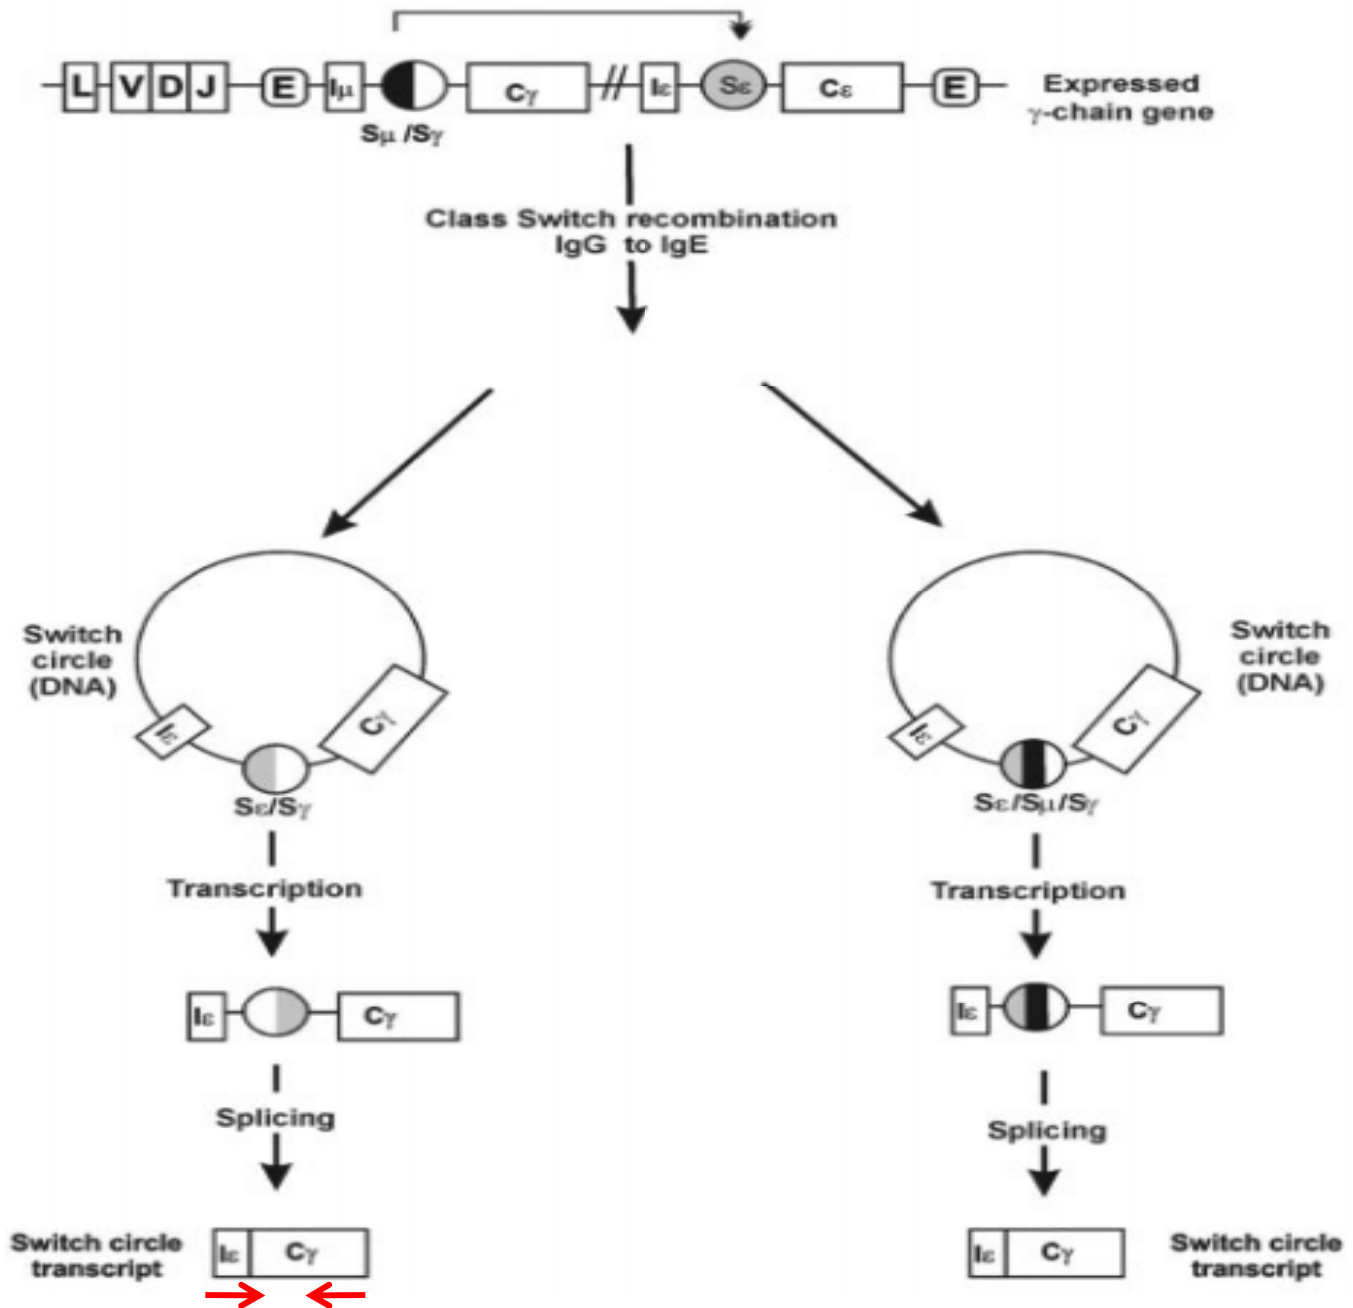 L V D J E Iμ Cγ Iε Sε Cε E
Expressed
γ-chain gene
Sμ /Sγ
Class Switch recombination
IgG to IgE
Switch
circle
(DNA)
Iε
Cγ
Sε/Sγ
Iε
Cγ
Sε/Sμ/Sγ
Switch
circle
(DNA)
Transcription
Transcription
Iε Cγ
Iε Cγ
Splicing
Splicing
Switch circle
transcript
Iε Cγ
Iε Cγ
Switch circle
transcript